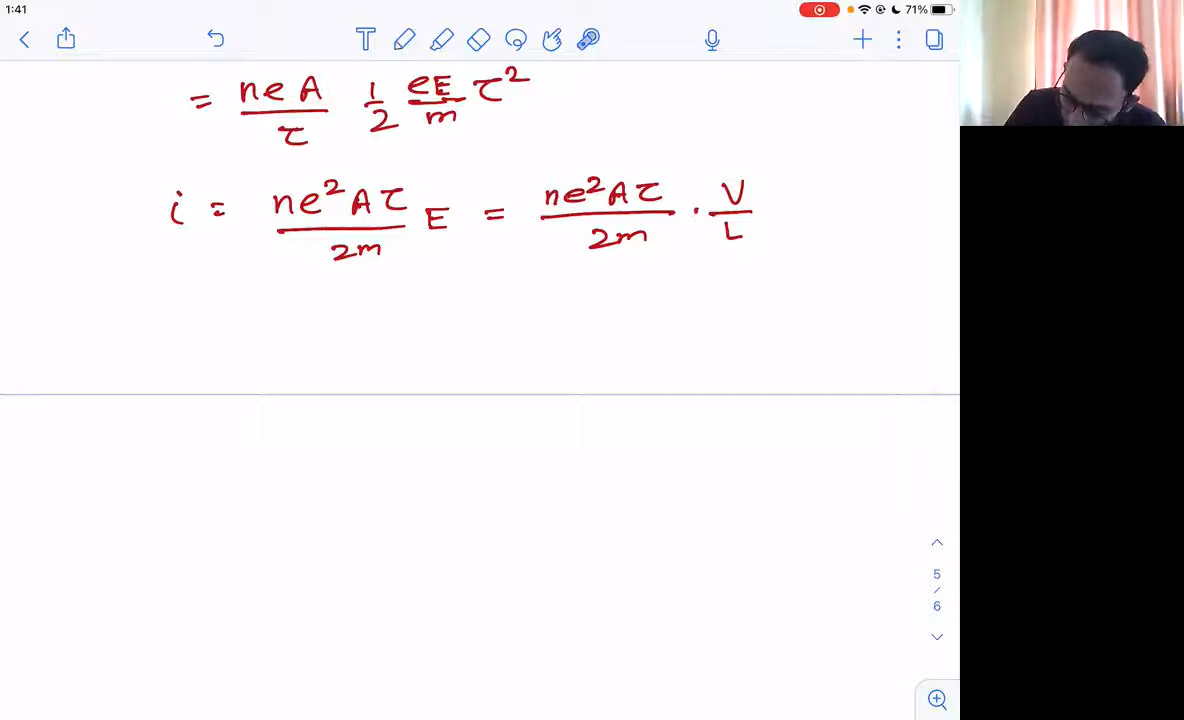 1:41
71%
T
= neA/τ 1/2 eE/m τ²
i = ne²Aτ/2m E = ne²Aτ/2m · V/L
5
/
6